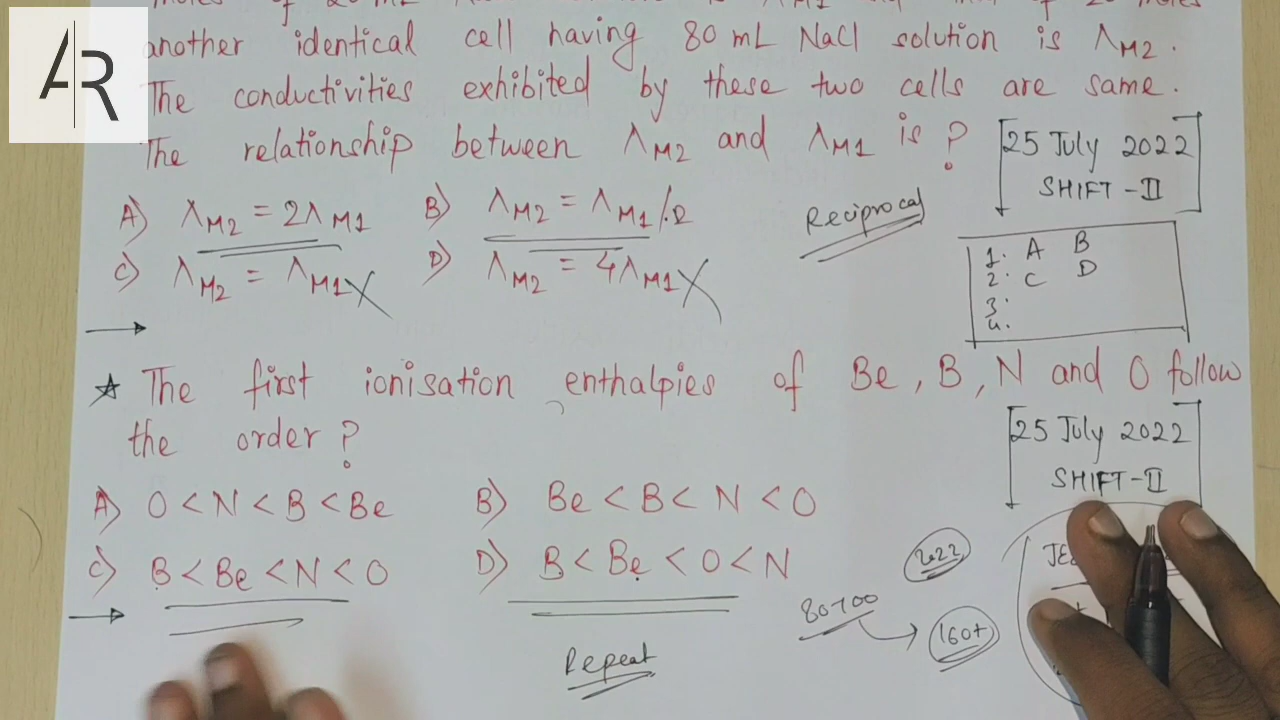 AR
another identical cell having 80 mL NaCl solution is λM2.
The conductivities exhibited by these two cells are same.
The relationship between λM2 and λM1 is?
[25 July 2022
SHIFT-II]
A) λM2 = 2λM1 B) λM2 = λM1/2
Reciprocal
C) λM2 = λM1 X D) λM2 = 4λM1 X
1. A B
2. C D
3.
4.
☆ The first ionisation enthalpies of Be, B, N and O follow
the order?
[25 July 2022
SHIFT-II]
A) O < N < B < Be B) Be < B < N < O
C) B < Be < N < O D) B < Be < O < N
2022
80-100 → 160+
Repeat